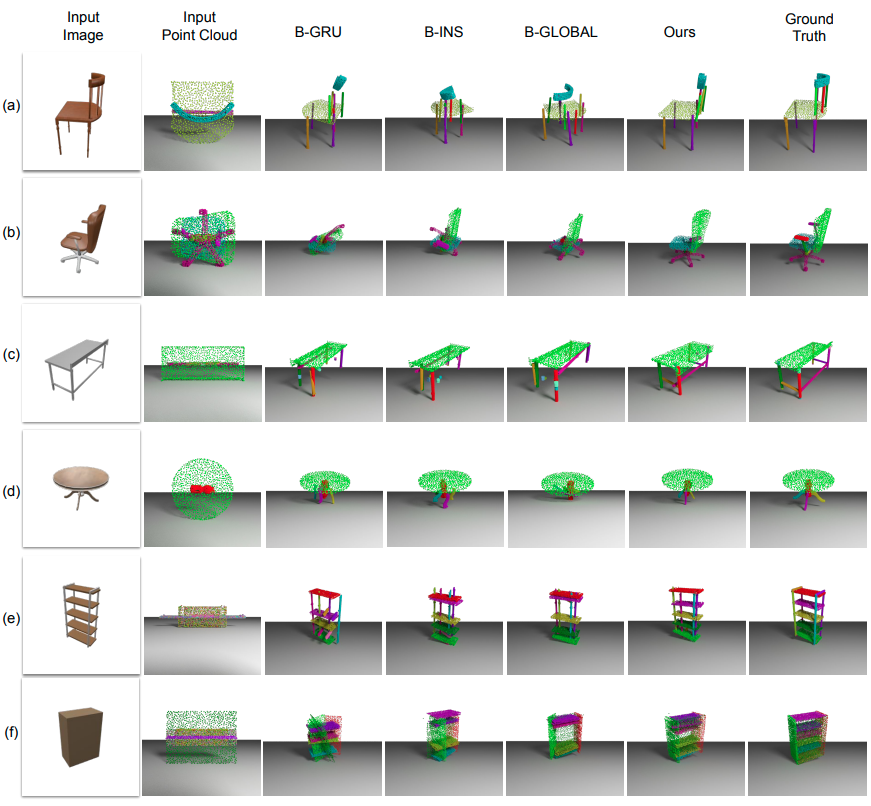 Input
Image
Input
Point Cloud
B-GRU
B-INS
B-GLOBAL
Ours
Ground
Truth
(a)
(b)
(c)
(d)
(e)
(f)